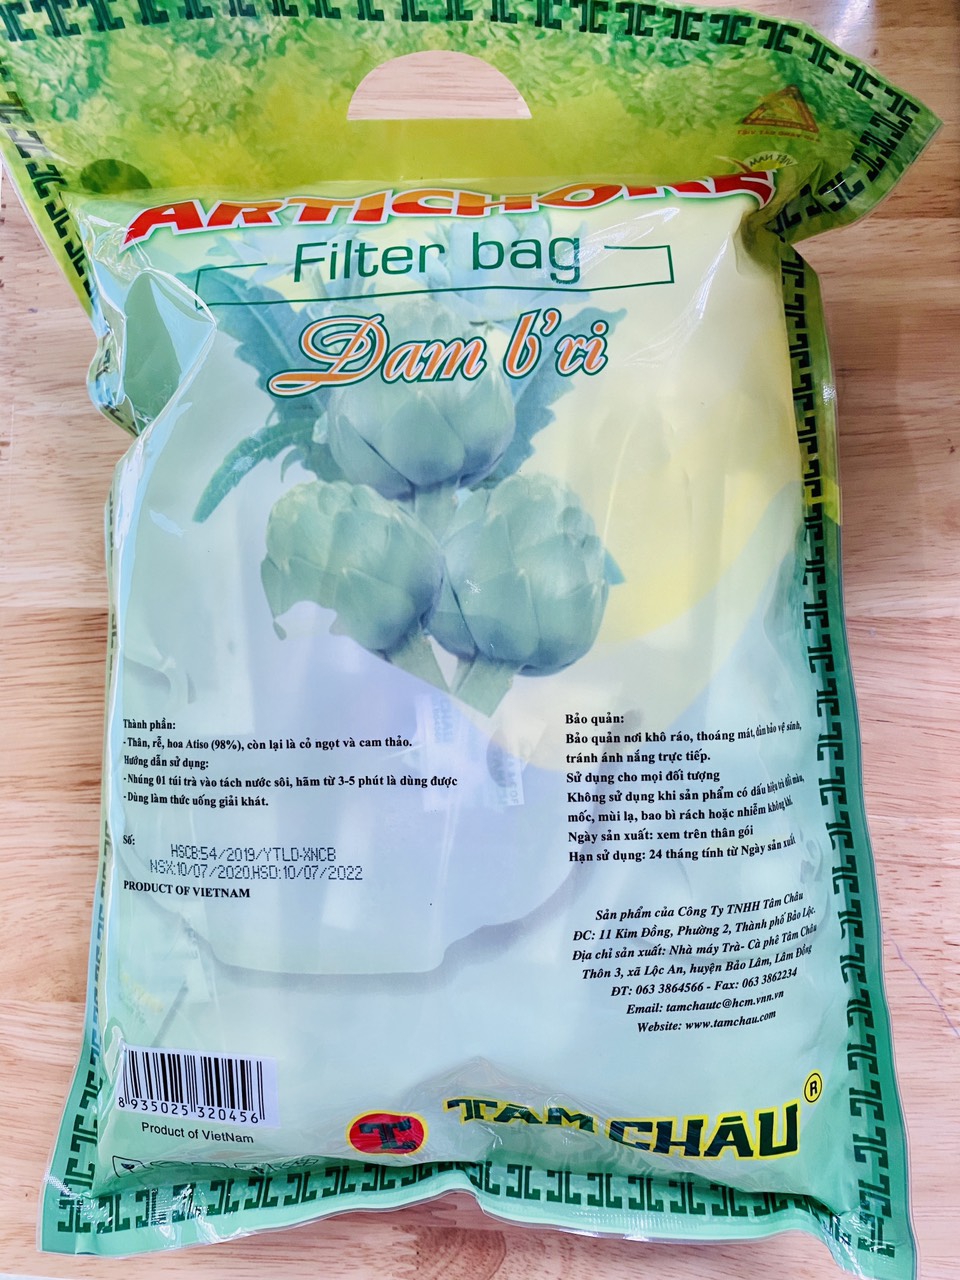 ARTICHOKE
Filter bag
Dam b'ri
Thành phần:
-Thân, rễ, hoa Atiso (98%), còn lại là cỏ ngọt và cam thảo.
Hướng dẫn sử dụng:
-Nhúng 01 túi trà vào tách nước sôi, hãm từ 3-5 phút là dùng được
-Dùng làm thức uống giải khát.
Số:
HSCB:54/2019/YTLD-XNCB
NSX:10/07/2020.HSD:10/07/2022
PRODUCT OF VIETNAM
Bảo quản:
Bảo quản nơi khô ráo, thoáng mát, đảm bảo vệ sinh,
tránh ánh nắng trực tiếp.
Sử dụng cho mọi đối tượng
Không sử dụng khi sản phẩm có dấu hiệu trà đổi màu,
mốc, mùi lạ, bao bì rách hoặc nhiễm không khí.
Ngày sản xuất: xem trên thân gói
Hạn sử dụng: 24 tháng tính từ Ngày sản xuất
Sản phẩm của Công Ty TNHH Tâm Châu
ĐC: 11 Kim Đồng, Phường 2, Thành phố Bảo Lộc.
Địa chỉ sản xuất: Nhà máy Trà- Cà phê Tâm Châu
Thôn 3, xã Lộc An, huyện Bảo Lâm, Lâm Đồng
ĐT: 063 3864566 - Fax: 063 3862234
Email: tamchautc@hcm.vnn.vn
Website: www.tamchau.com
8 935025 320456
Product of VietNam
TÂM CHÂU ®